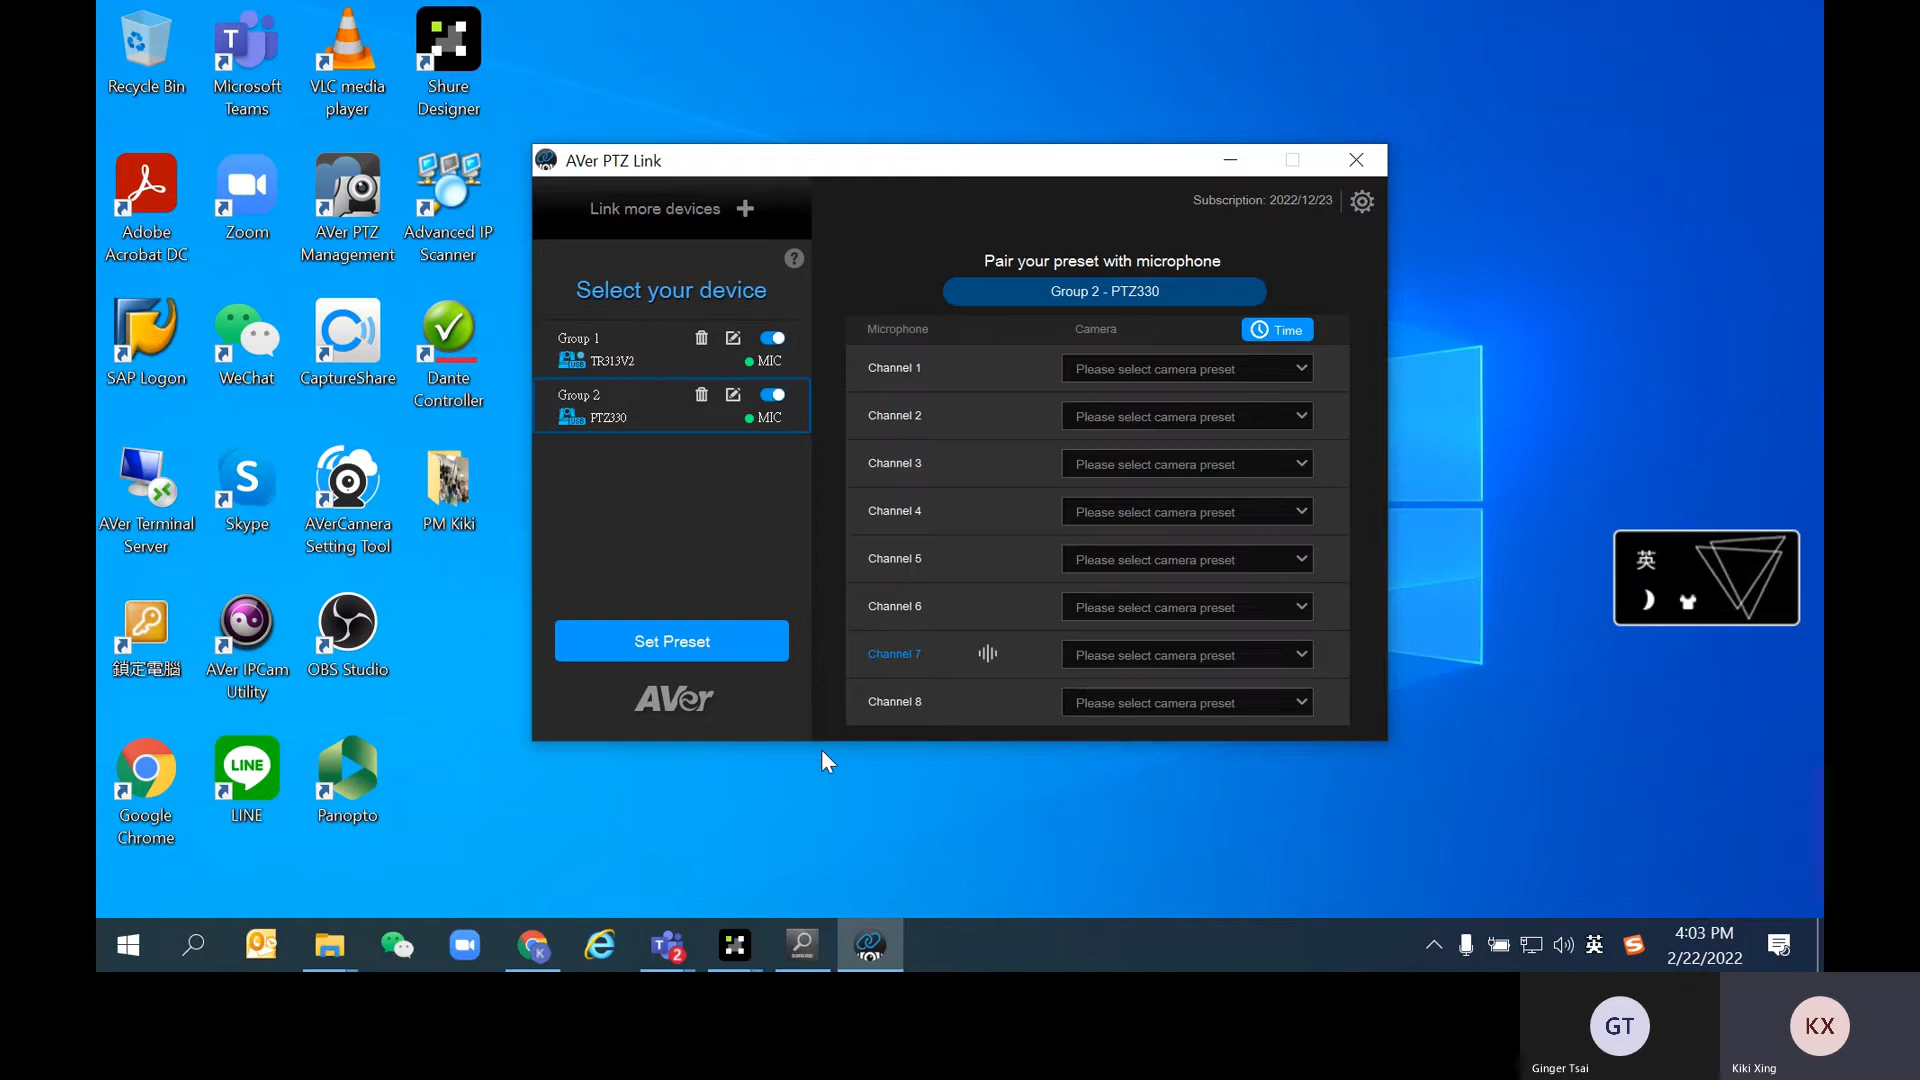 Recycle Bin
Microsoft
Teams
VLC media
player
Shure
Designer
Adobe
Acrobat DC
Zoom
AVer PTZ
Management
Advanced IP
Scanner
SAP Logon
WeChat
CaptureShare
Dante
Controller
AVer Terminal
Server
Skype
AVerCamera
Setting Tool
PM Kiki
鎖定電腦
AVer IPCam
Utility
OBS Studio
Google
Chrome
LINE
LINE
Panopto
AVer PTZ Link
Link more devices
Subscription: 2022/12/23
Select your device
Group 1
USB TR313V2
MIC
Group 2
USB PTZ330
MIC
Set Preset
AVer
Pair your preset with microphone
Group 2 - PTZ330
Microphone Camera Time
Channel 1 Please select camera preset
Channel 2 Please select camera preset
Channel 3 Please select camera preset
Channel 4 Please select camera preset
Channel 5 Please select camera preset
Channel 6 Please select camera preset
Channel 7 Please select camera preset
Channel 8 Please select camera preset
英
英
4:03 PM
2/22/2022
2
K
GT
Ginger Tsai
KX
Kiki Xing